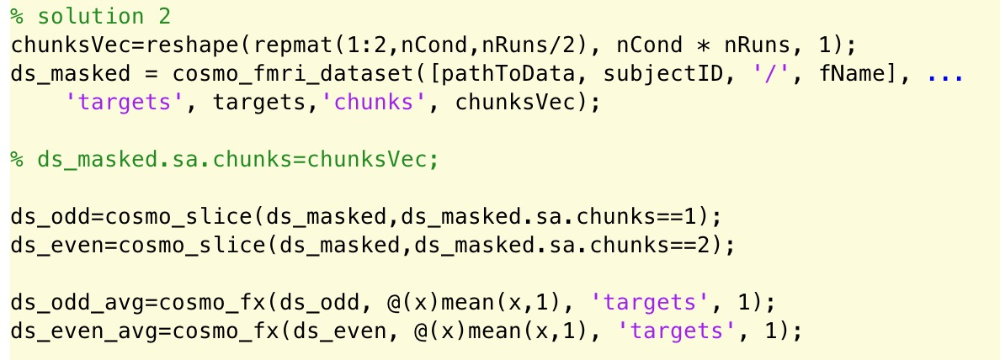 % solution 2
chunksVec=reshape(repmat(1:2,nCond,nRuns/2), nCond * nRuns, 1);
ds_masked = cosmo_fmri_dataset([pathToData, subjectID, '/', fName], ...
    'targets', targets,'chunks', chunksVec);
% ds_masked.sa.chunks=chunksVec;
ds_odd=cosmo_slice(ds_masked,ds_masked.sa.chunks==1);
ds_even=cosmo_slice(ds_masked,ds_masked.sa.chunks==2);
ds_odd_avg=cosmo_fx(ds_odd, @(x)mean(x,1), 'targets', 1);
ds_even_avg=cosmo_fx(ds_even, @(x)mean(x,1), 'targets', 1);